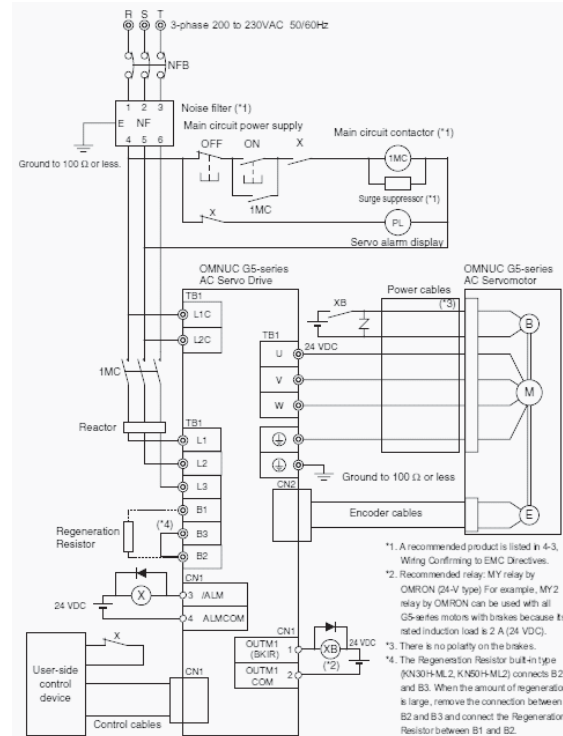 R S T
3-phase 200 to 230VAC 50/60Hz
NFB
1 2 3
Noise filter (*1)
E NF
4 5 6
Main circuit power supply
Main circuit contactor (*1)
OFF ON X
1MC
Ground to 100 Ω or less.
1MC
Surge suppressor (*1)
X
PL
Servo alarm display
OMNUC G5-series
AC Servo Drive
OMNUC G5-series
AC Servomotor
TB1
L1C
L2C
XB
Power cables
(*3)
B
TB1
24 VDC
U
V
W
M
1MC
Reactor
TB1
L1
L2
L3
Ground to 100 Ω or less
CN2
Encoder cables
E
B1
Regeneration
Resistor
(*4)
B3
B2
CN1
X
3 /ALM
24 VDC
4 ALMCOM
CN1
OUTM1
(BKIR)
1
XB
24 VDC
(*2)
OUTM1
COM
2
X
User-side
control
device
CN1
Control cables
*1. A recommended product is listed in 4-3,
Wiring Confirming to EMC Directives.
*2. Recommended relay: MY relay by
OMRON (24-V type) For example, MY2
relay by OMRON can be used with all
G5-series motors with brakes because its
rated induction load is 2 A (24 VDC).
*3. There is no polarity on the brakes.
*4. The Regeneration Resistor built-in type
(KN30H-ML2, KN50H-ML2) connects B2
and B3. When the amount of regeneration
is large, remove the connection between
B2 and B3 and connect the Regeneration
Resistor between B1 and B2.